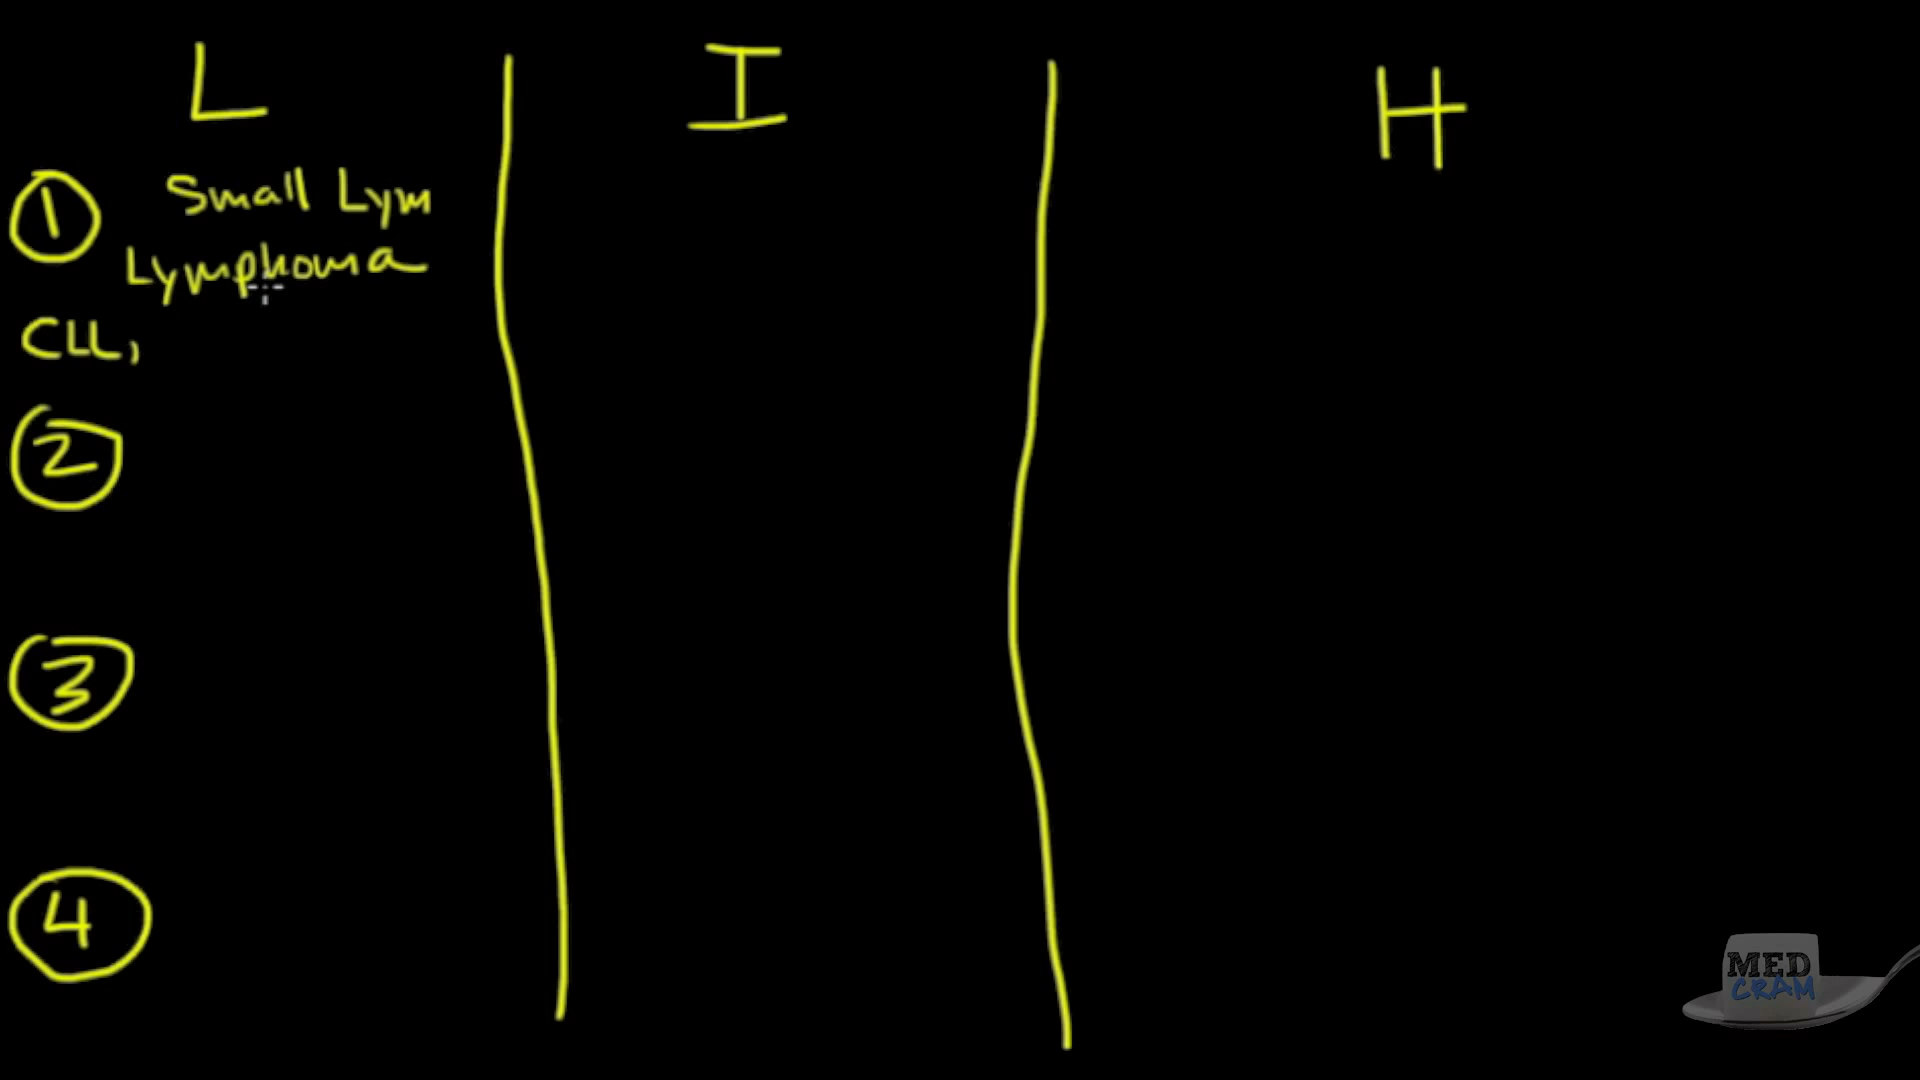 L I H
① Small Lym
Lymphoma
CLL,
②
③
④
MED
CRAM